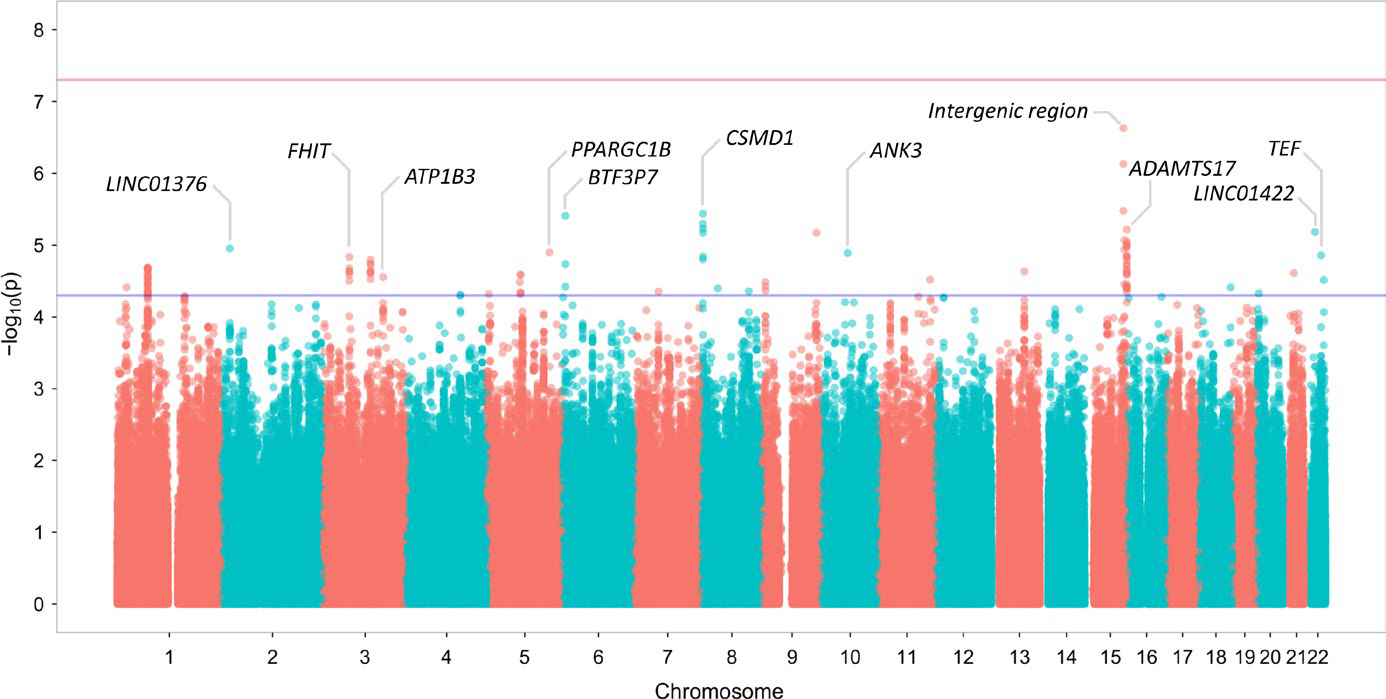 8
7
6
5
4
3
2
1
0
−log₁₀(p)
LINC01376
FHIT
ATP1B3
PPARGC1B
BTF3P7
CSMD1
ANK3
Intergenic region
ADAMTS17
LINC01422
TEF
1 2 3 4 5 6 7 8 9 10 11 12 13 14 15 16 17 18 19 20 21 22
Chromosome